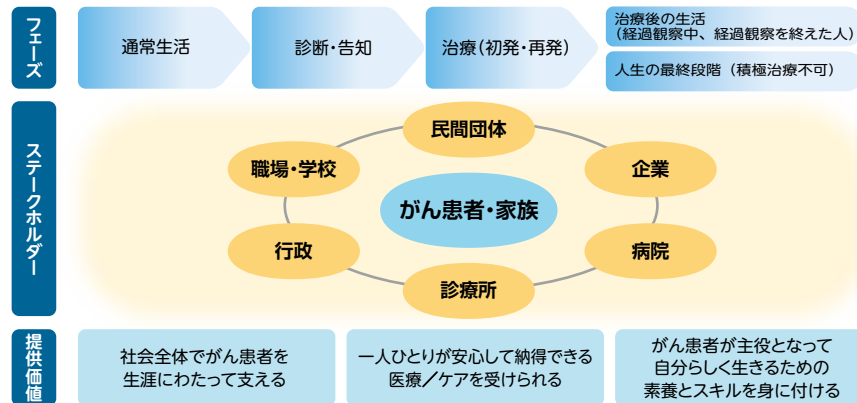 フェーズ
通常生活
診断・告知
治療(初発・再発)
治療後の生活
(経過観察中、経過観察を終えた人)
人生の最終段階(積極治療不可)
ステークホルダー
民間団体
職場・学校
企業
がん患者・家族
行政
病院
診療所
提供価値
社会全体でがん患者を
生涯にわたって支える
一人ひとりが安心して納得できる
医療/ケアを受けられる
がん患者が主役となって
自分らしく生きるための
素養とスキルを身に付ける